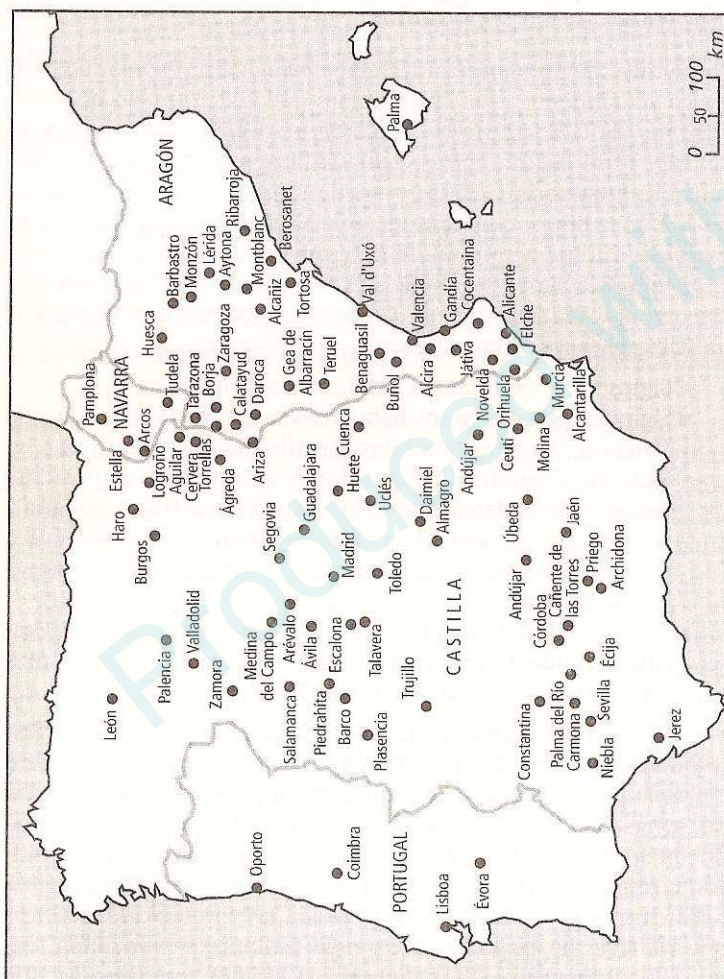 Pamplona
NAVARRA
Estella
Arcos
Logroño
Aguilar
Cervera
Torrellas
Ágreda
Haro
Burgos
León
Palencia
Valladolid
Zamora
Medina
del Campo
Arévalo
Segovia
Salamanca
Ávila
Piedrahíta
Barco
Escalona
Talavera
Plasencia
Trujillo
Guadalajara
Madrid
Toledo
Huete
Uclés
Cuenca
Daimiel
Almagro
CASTILLA
ARAGÓN
Huesca
Barbastro
Monzón
Lérida
Aytona
Ribarroja
Montblanc
Berosanet
Alcañiz
Tortosa
Tudela
Tarazona
Borja
Zaragoza
Calatayud
Daroca
Ariza
Gea de
Albarracín
Teruel
Val d'Uxó
Benaguasil
Buñol
Valencia
Alcira
Gandía
Játiva
Cocentaina
Novelda
Alicante
Elche
Orihuela
Andújar
Ceutí
Murcia
Molina
Alcantarilla
Palma
Úbeda
Andújar
Jaén
Córdoba
Cañente de
las Torres
Priego
Archidona
Constantina
Palma del Río
Carmona
Écija
Sevilla
Niebla
Jerez
PORTUGAL
Oporto
Coimbra
Lisboa
Évora
0 50 100
km
Produced with